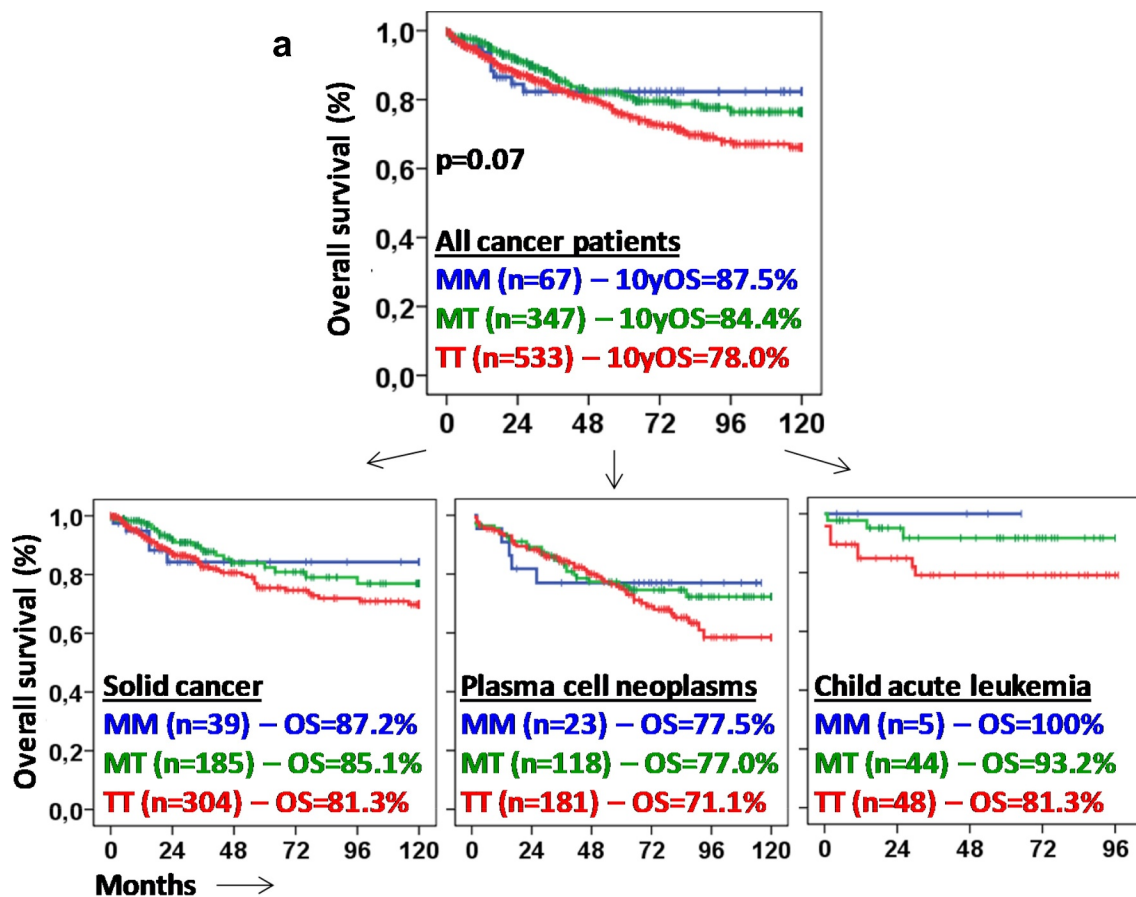 a
Overall survival (%)
1,0
0,8
0,6
0,4
0,2
0,0
p=0.07
All cancer patients
MM (n=67) – 10yOS=87.5%
MT (n=347) – 10yOS=84.4%
TT (n=533) – 10yOS=78.0%
0 24 48 72 96 120
Overall survival (%)
1,0
0,8
0,6
0,4
0,2
0,0
Solid cancer
MM (n=39) – OS=87.2%
MT (n=185) – OS=85.1%
TT (n=304) – OS=81.3%
0 24 48 72 96 120
Plasma cell neoplasms
MM (n=23) – OS=77.5%
MT (n=118) – OS=77.0%
TT (n=181) – OS=71.1%
0 24 48 72 96 120
Child acute leukemia
MM (n=5) – OS=100%
MT (n=44) – OS=93.2%
TT (n=48) – OS=81.3%
0 24 48 72 96
Months